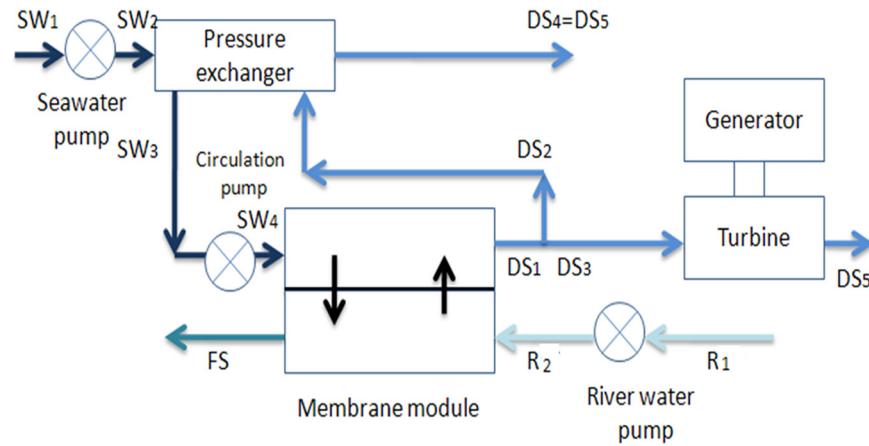 SW1
SW2
Pressure
exchanger
DS4=DS5
Seawater
pump
SW3
Circulation
pump
SW4
DS2
Generator
Turbine
DS1
DS3
DS5
FS
R2
R1
Membrane module
River water
pump